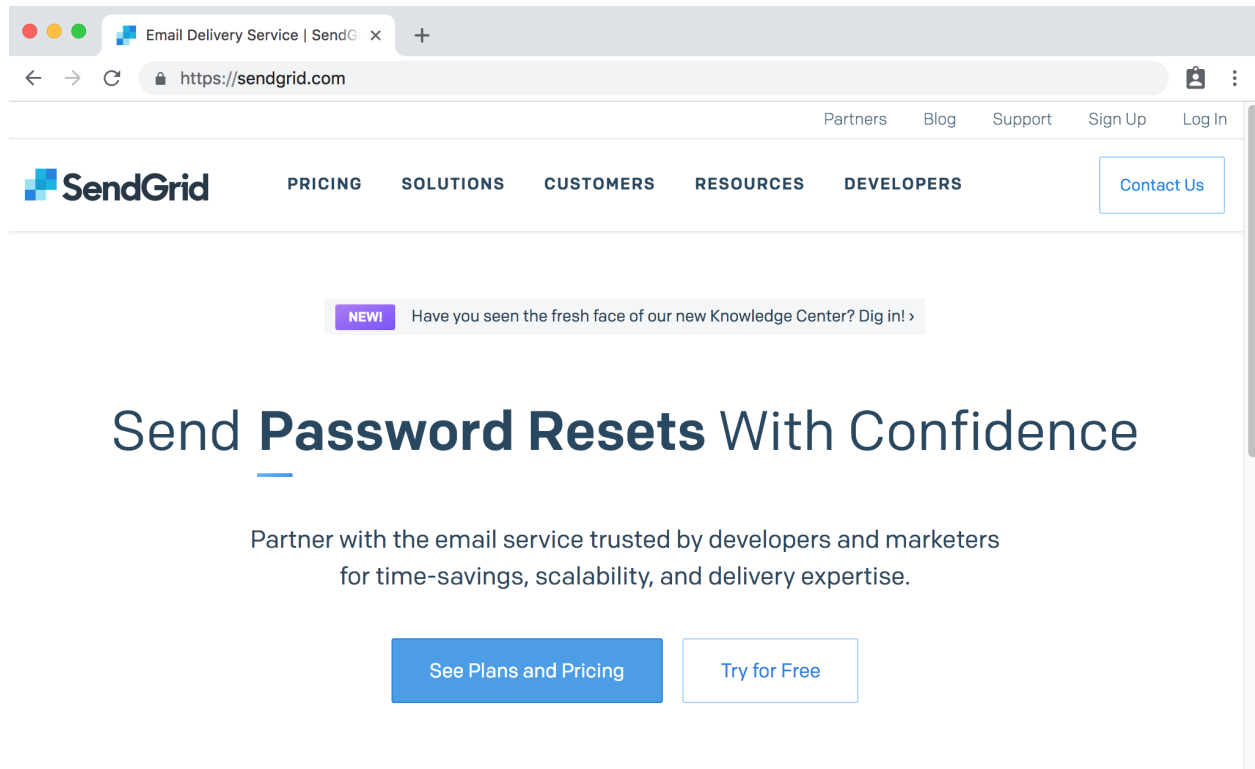 Email Delivery Service | SendG
https://sendgrid.com
Partners Blog Support Sign Up Log In
SendGrid PRICING SOLUTIONS CUSTOMERS RESOURCES DEVELOPERS Contact Us
NEW! Have you seen the fresh face of our new Knowledge Center? Dig in! ›
Send Password Resets With Confidence
Partner with the email service trusted by developers and marketers
for time-savings, scalability, and delivery expertise.
See Plans and Pricing Try for Free